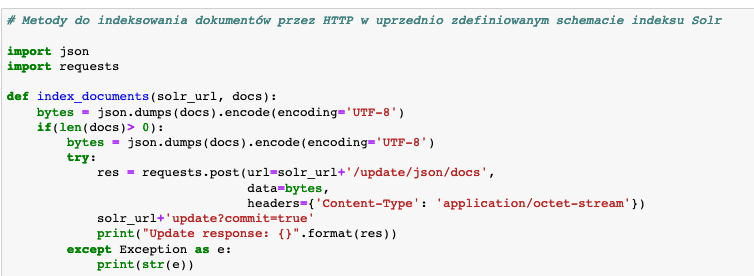 # Metody do indeksowania dokumentów przez HTTP w uprzednio zdefiniowanym schemacie indeksu Solr

import json
import requests

def index_documents(solr_url, docs):
    bytes = json.dumps(docs).encode(encoding='UTF-8')
    if(len(docs)> 0):
        bytes = json.dumps(docs).encode(encoding='UTF-8')
        try:
            res = requests.post(url=solr_url+'/update/json/docs',
                                data=bytes,
                                headers={'Content-Type': 'application/octet-stream'})
            solr_url+'update?commit=true'
            print("Update response: {}".format(res))
        except Exception as e:
            print(str(e))